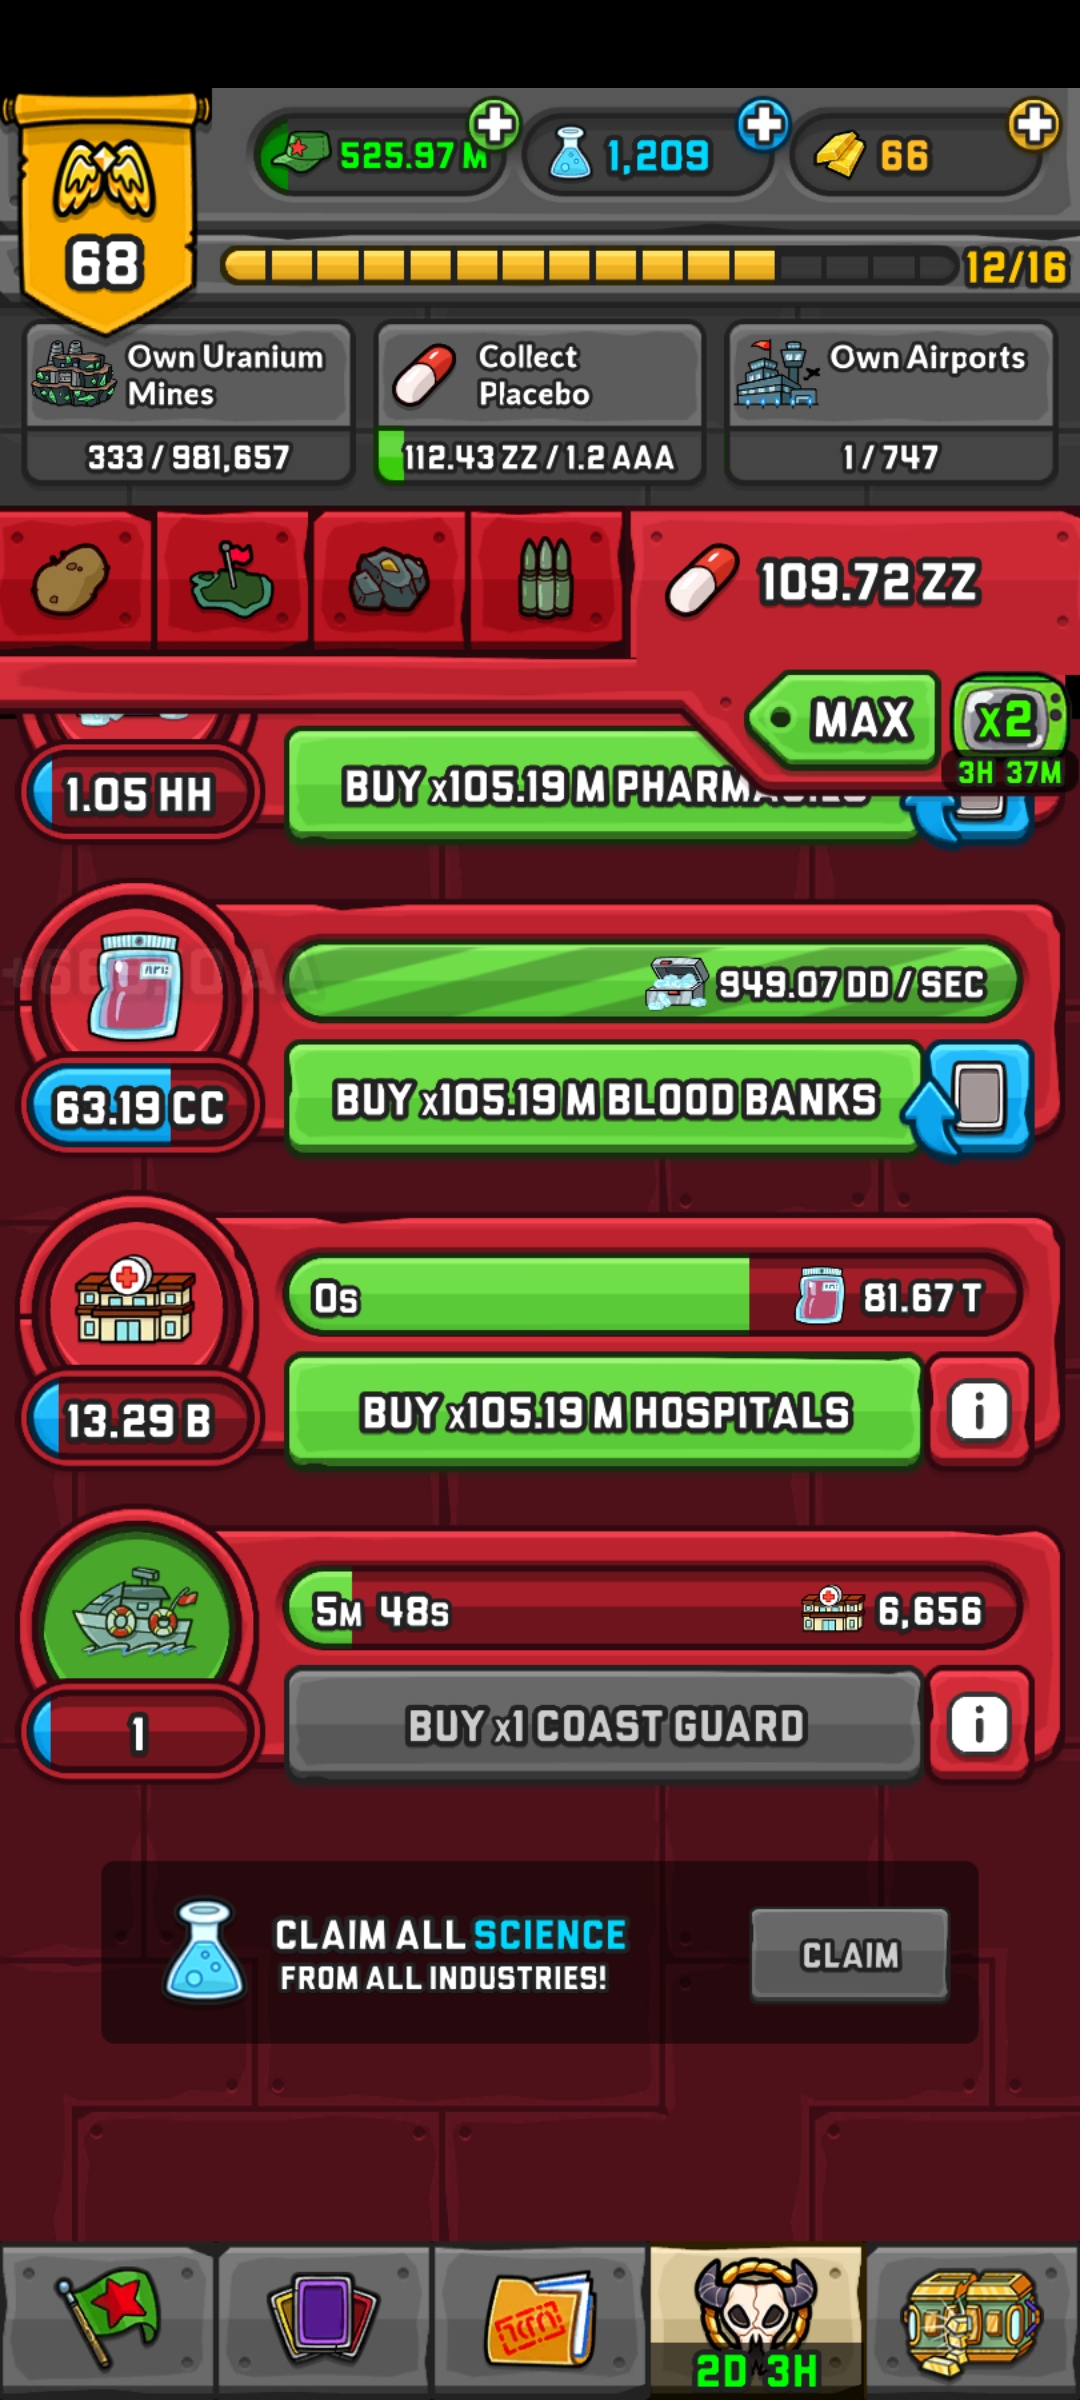 525.97 M
1,209
66
68
12/16
Own Uranium
Mines
333 / 981,657
Collect
Placebo
112.43 ZZ / 1.2 AAA
Own Airports
1 / 747
109.72 ZZ
MAX
x2
3H 37M
1.05 HH
BUY x105.19 M PHARMACIES
949.07 DD / SEC
63.19 CC
BUY x105.19 M BLOOD BANKS
0s
81.67 T
13.29 B
BUY x105.19 M HOSPITALS
i
5M 48s
6,656
1
BUY x1 COAST GUARD
i
CLAIM ALL SCIENCE
FROM ALL INDUSTRIES!
CLAIM
2D 3H